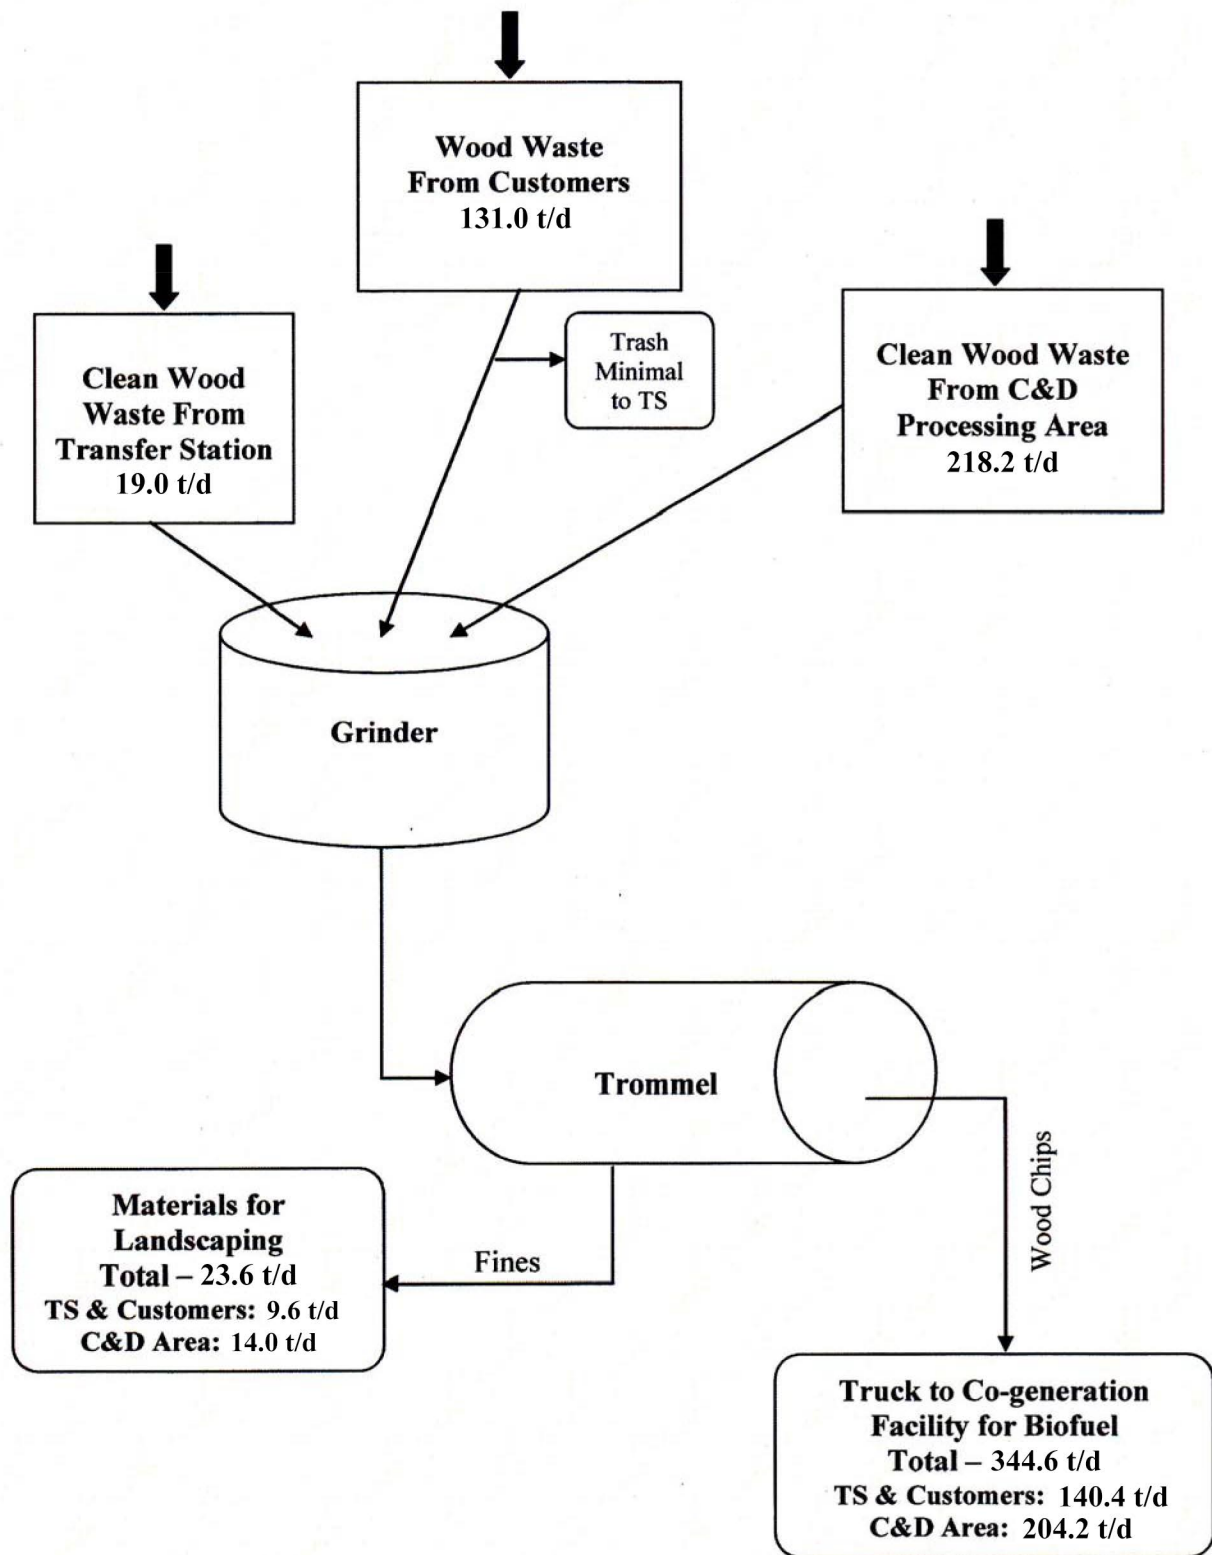 Wood Waste
From Customers
131.0 t/d
Clean Wood
Waste From
Transfer Station
19.0 t/d
Trash
Minimal
to TS
Clean Wood Waste
From C&D
Processing Area
218.2 t/d
Grinder
Trommel
Wood Chips
Fines
Materials for
Landscaping
Total – 23.6 t/d
TS & Customers: 9.6 t/d
C&D Area: 14.0 t/d
Truck to Co-generation
Facility for Biofuel
Total – 344.6 t/d
TS & Customers: 140.4 t/d
C&D Area: 204.2 t/d